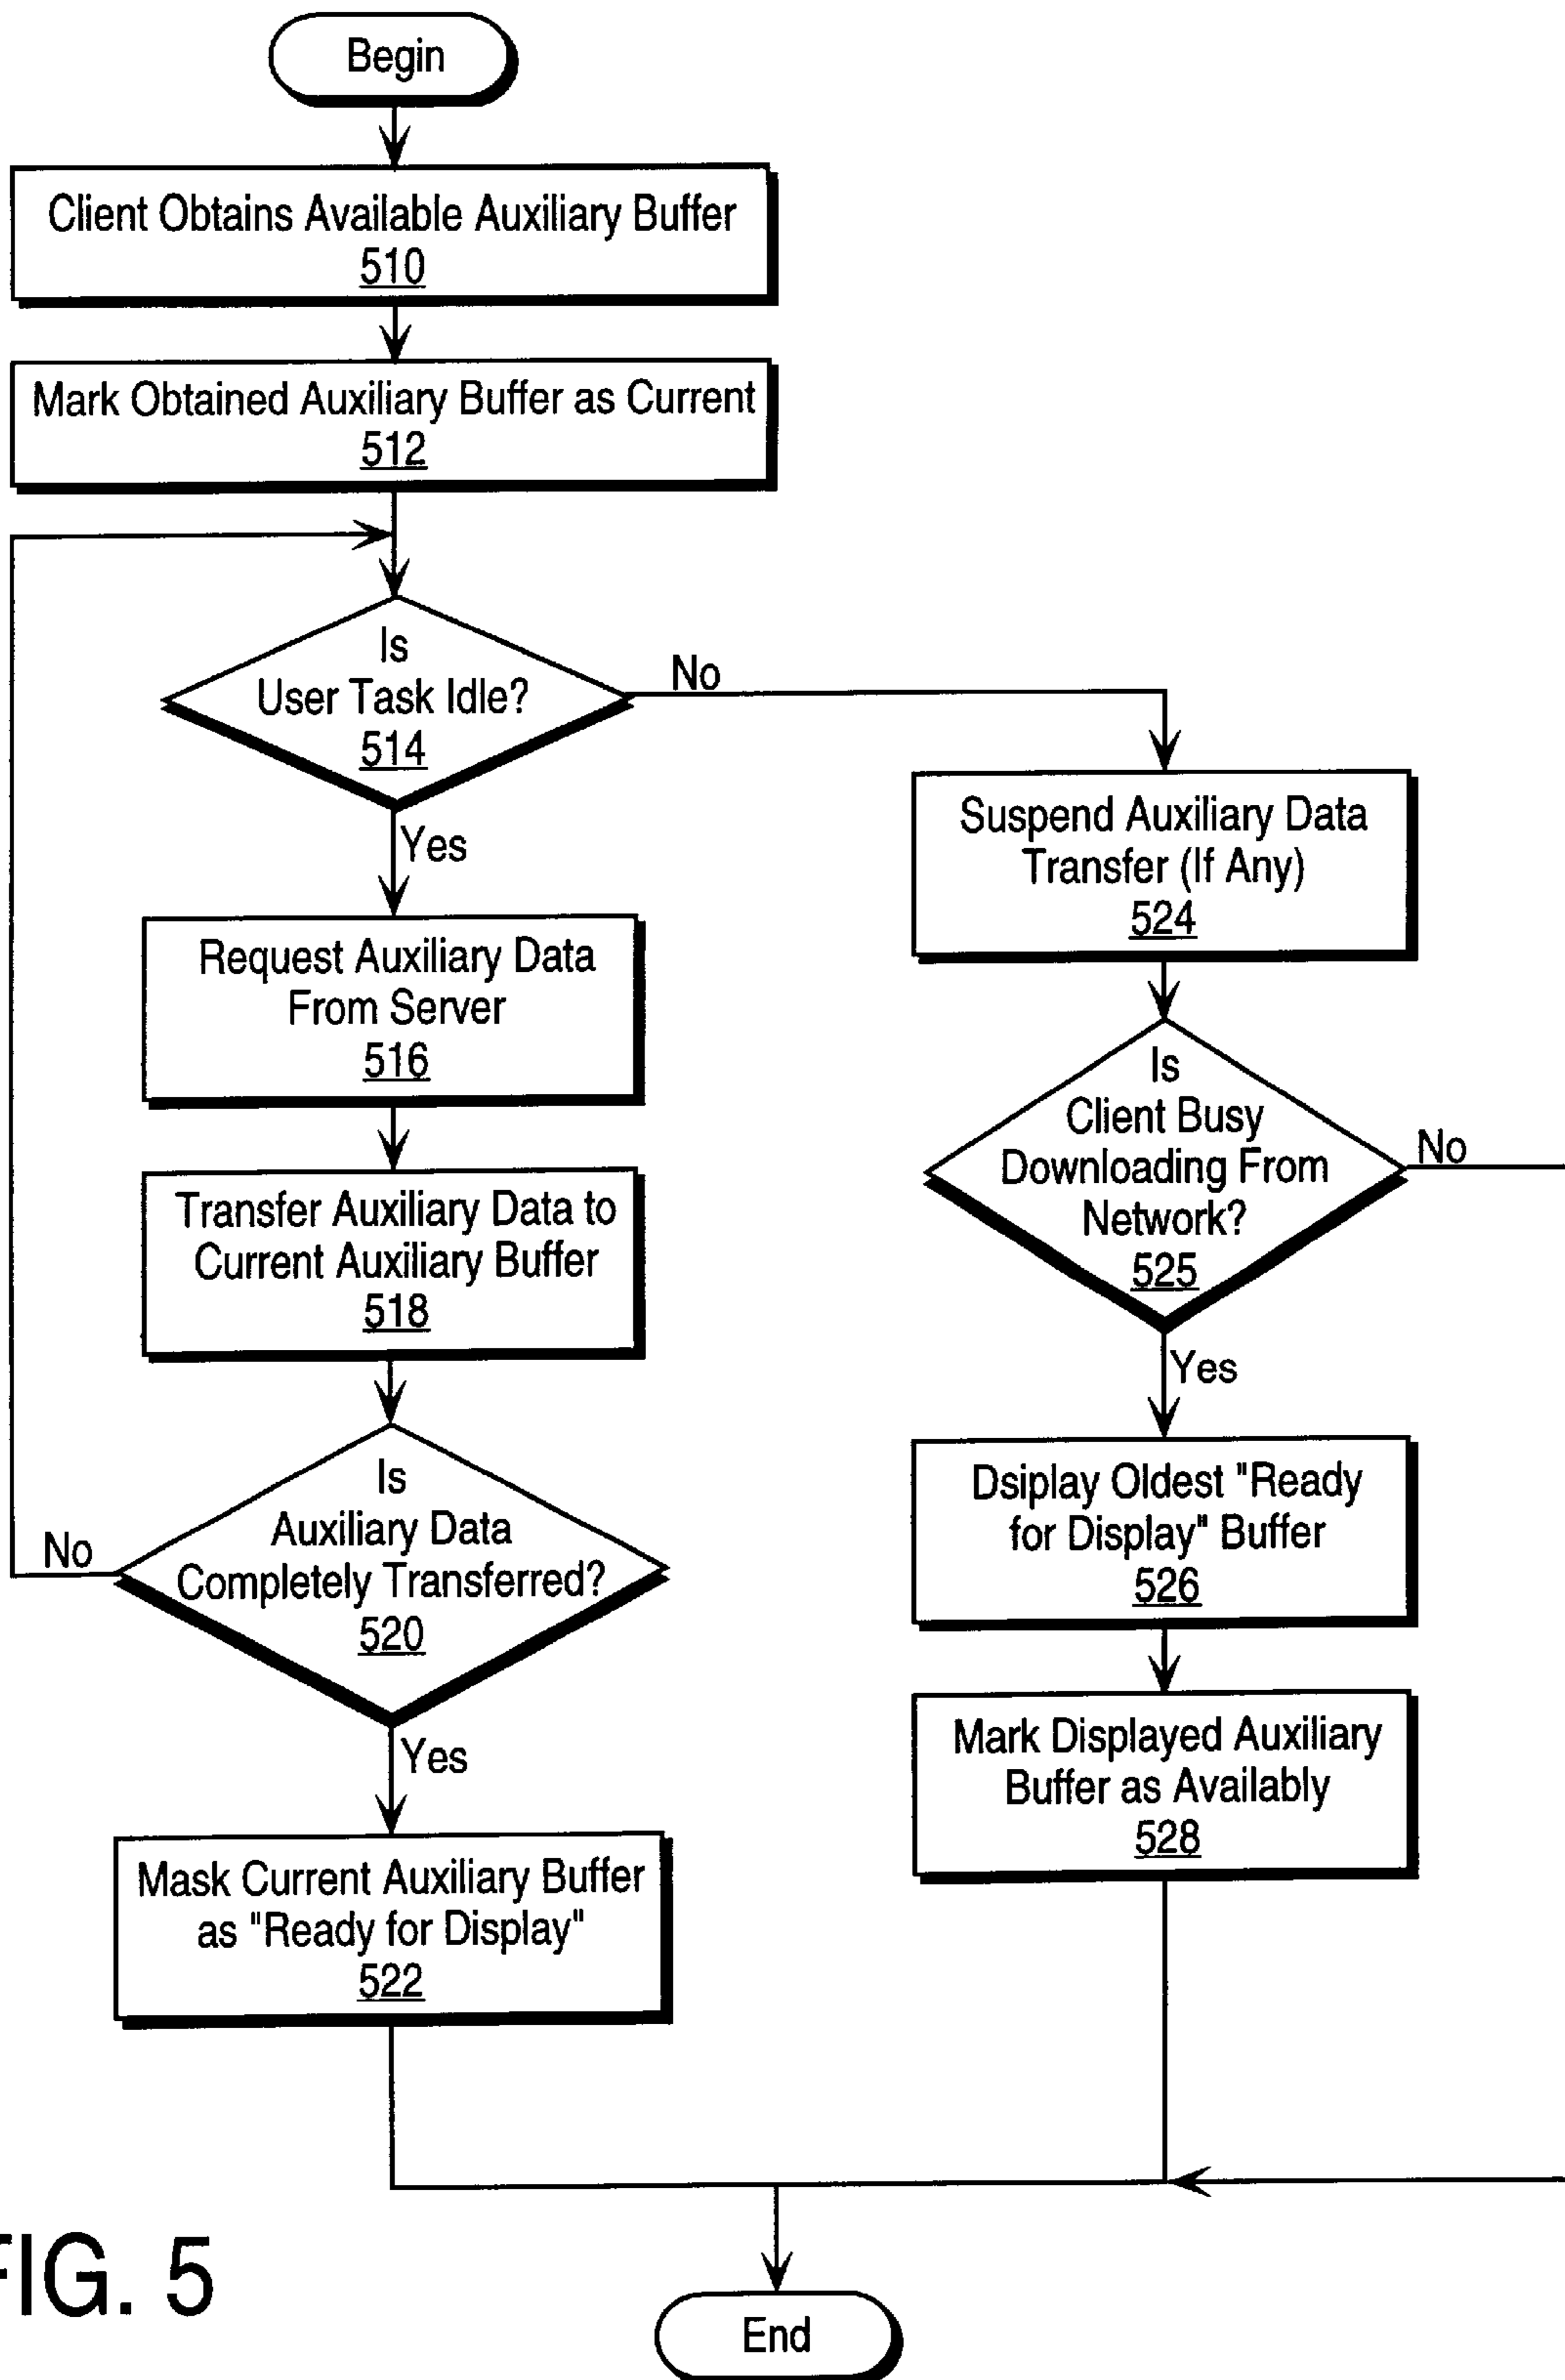 Begin
Client Obtains Available Auxiliary Buffer
510
Mark Obtained Auxiliary Buffer as Current
512
Is
User Task Idle?
514
No
Yes
Request Auxiliary Data
From Server
516
Transfer Auxiliary Data to
Current Auxiliary Buffer
518
Is
Auxiliary Data
Completely Transferred?
520
No
Yes
Mask Current Auxiliary Buffer
as "Ready for Display"
522
Suspend Auxiliary Data
Transfer (If Any)
524
Is
Client Busy
Downloading From
Network?
525
No
Yes
Dsiplay Oldest "Ready
for Display" Buffer
526
Mark Displayed Auxiliary
Buffer as Availably
528
End
FIG. 5